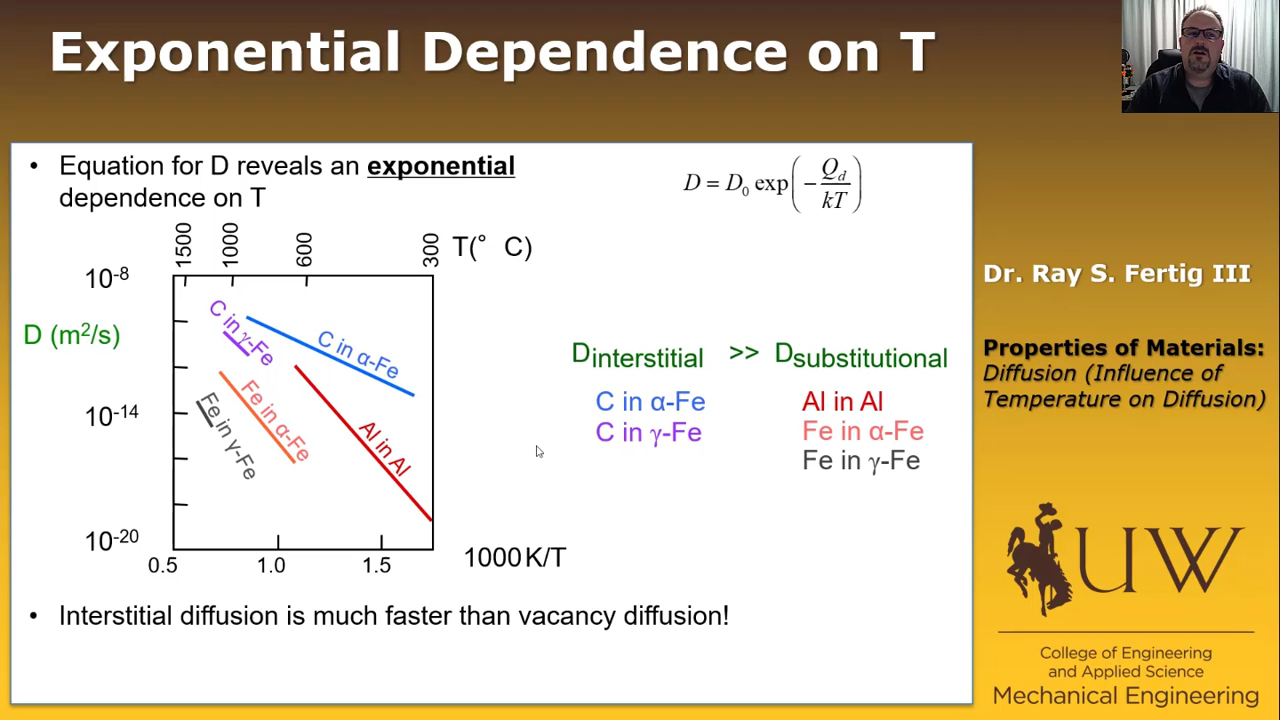 Exponential Dependence on T
• Equation for D reveals an exponential
dependence on T
D = D₀ exp(−Q_d/kT)
1500 1000 600 300 T(° C)
10⁻⁸
D (m²/s)
10⁻¹⁴
10⁻²⁰
C in γ-Fe
C in α-Fe
Fe in γ-Fe
Fe in α-Fe
Al in Al
0.5 1.0 1.5 1000 K/T
Dinterstitial >> Dsubstitutional
C in α-Fe Al in Al
C in γ-Fe Fe in α-Fe
Fe in γ-Fe
• Interstitial diffusion is much faster than vacancy diffusion!
Dr. Ray S. Fertig III
Properties of Materials:
Diffusion (Influence of
Temperature on Diffusion)
UW
College of Engineering
and Applied Science
Mechanical Engineering